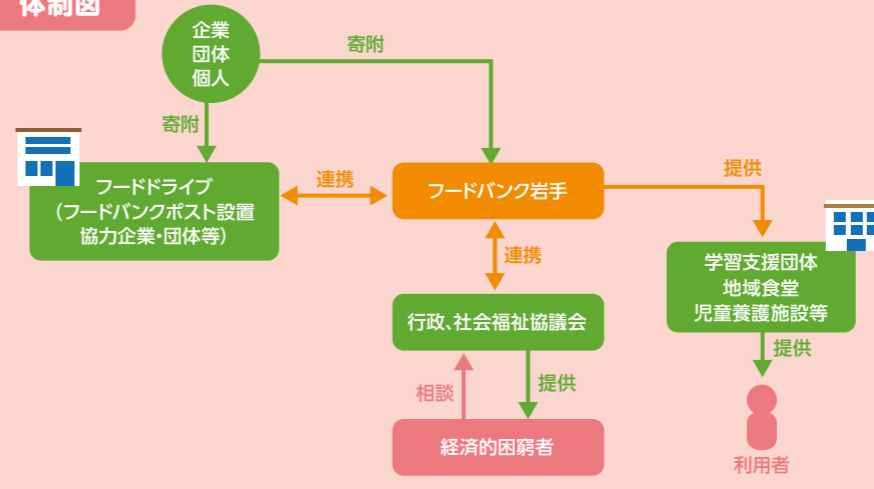 体制図
企業
団体
個人
寄附
寄附
フードドライブ
(フードバンクポスト設置
協力企業・団体等)
連携
フードバンク岩手
提供
連携
学習支援団体
地域食堂
児童養護施設等
行政、社会福祉協議会
提供
相談
提供
経済的困窮者
利用者